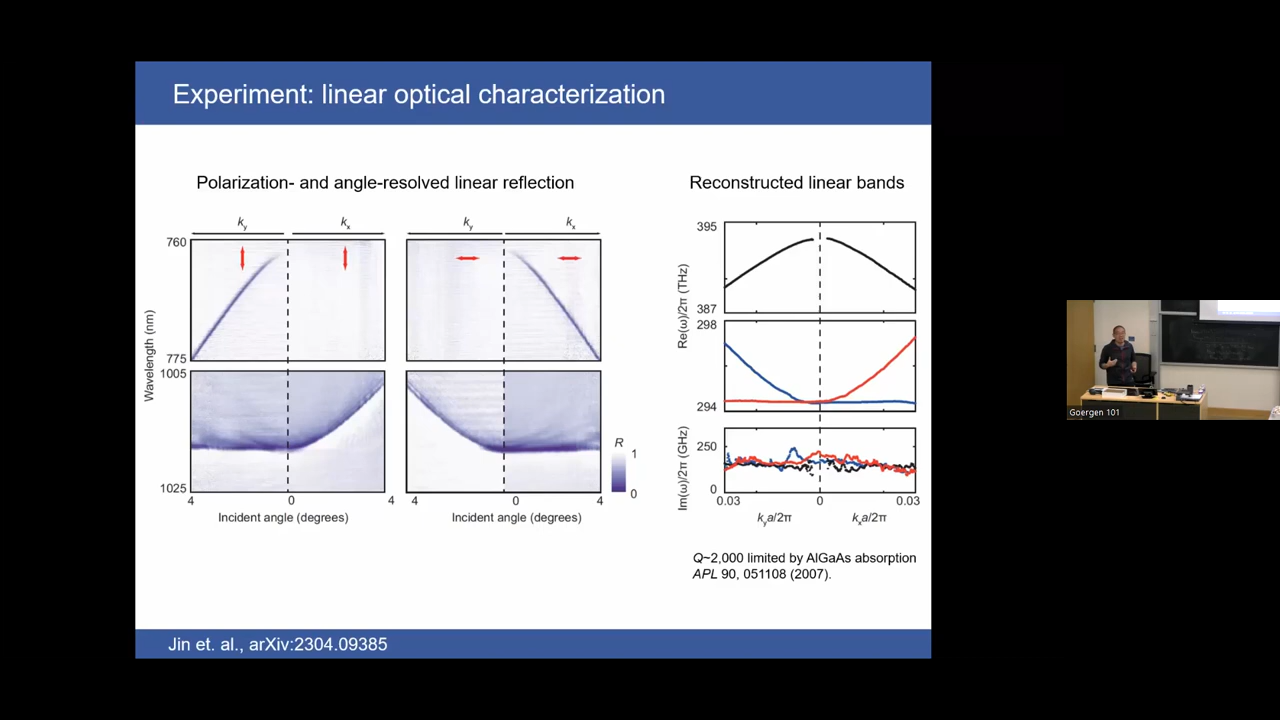 Experiment: linear optical characterization
Polarization- and angle-resolved linear reflection
Reconstructed linear bands
ky
kx
ky
kx
760
775
1005
1025
Wavelength (nm)
4
0
4
Incident angle (degrees)
4
0
4
Incident angle (degrees)
R
1
0
395
387
Re(ω)/2π (THz)
298
294
250
0
Im(ω)/2π (GHz)
0.03
0
0.03
kya/2π
kxa/2π
Q~2,000 limited by AlGaAs absorption
APL 90, 051108 (2007).
Jin et. al., arXiv:2304.09385
Goergen 101